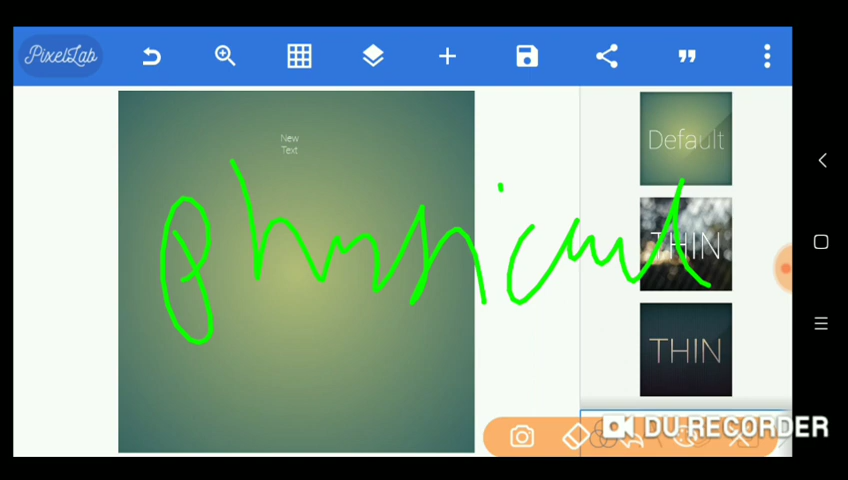 PixelLab
New
Text
Default
THIN
THIN
DU RECORDER